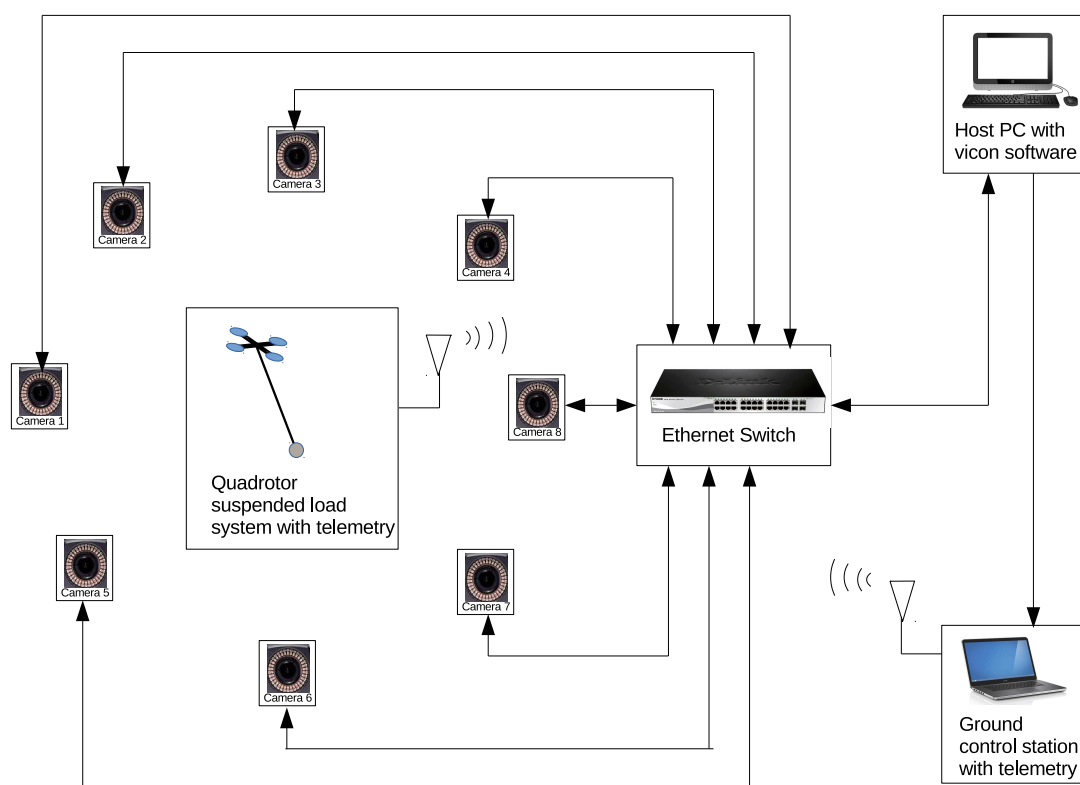 Host PC with
vicon software
Camera 3
Camera 2
Camera 4
Camera 1
Camera 8
Ethernet Switch
Quadrotor
suspended load
system with telemetry
Camera 5
Camera 7
Camera 6
Ground
control station
with telemetry